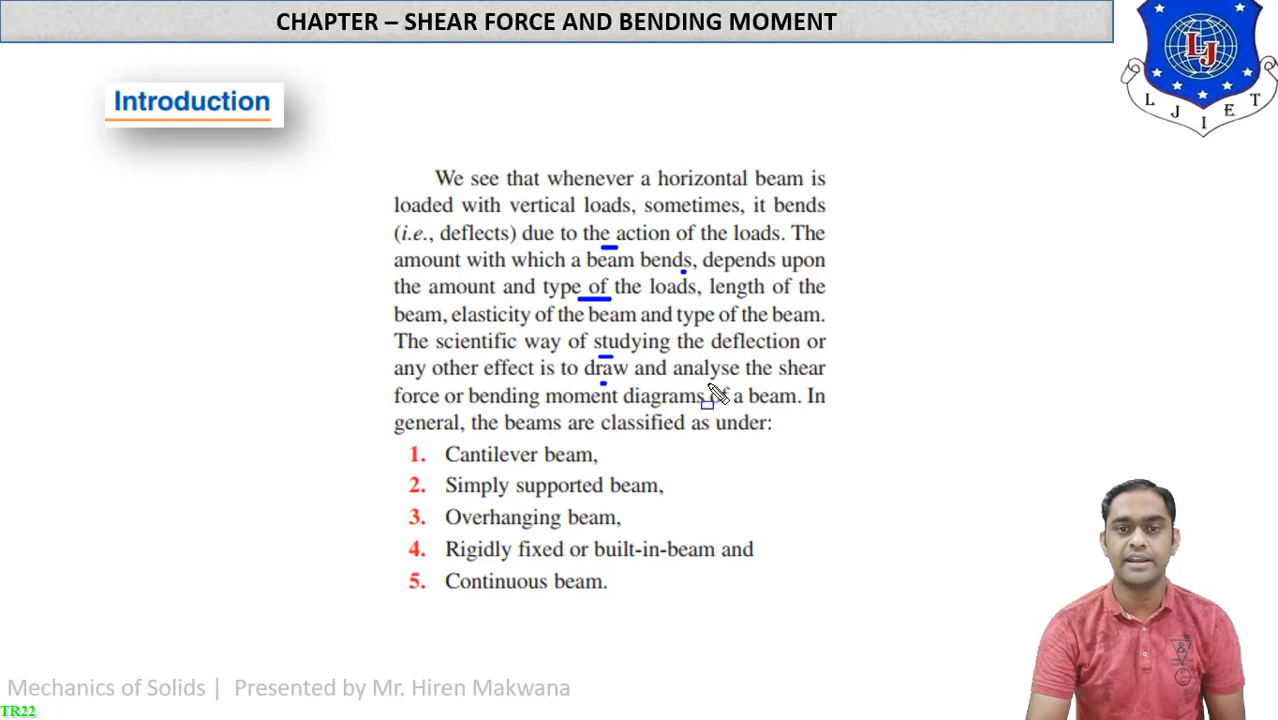 CHAPTER – SHEAR FORCE AND BENDING MOMENT
LJ
L J I E T
Introduction
We see that whenever a horizontal beam is
loaded with vertical loads, sometimes, it bends
(i.e., deflects) due to the action of the loads. The
amount with which a beam bends, depends upon
the amount and type of the loads, length of the
beam, elasticity of the beam and type of the beam.
The scientific way of studying the deflection or
any other effect is to draw and analyse the shear
force or bending moment diagrams of a beam. In
general, the beams are classified as under:
1. Cantilever beam,
2. Simply supported beam,
3. Overhanging beam,
4. Rigidly fixed or built-in-beam and
5. Continuous beam.
Mechanics of Solids | Presented by Mr. Hiren Makwana
TR22